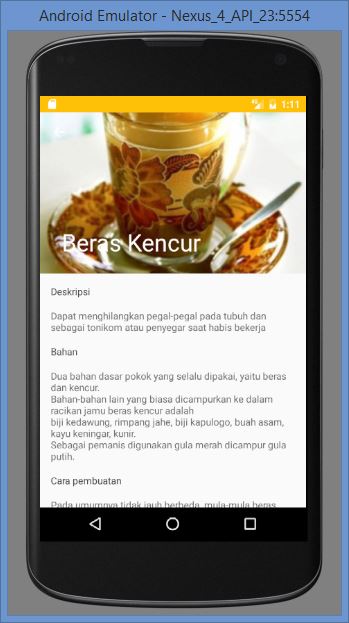 Android Emulator - Nexus_4_API_23:5554
1:11
Beras Kencur
Deskripsi
Dapat menghilangkan pegal-pegal pada tubuh dan
sebagai tonikom atau penyegar saat habis bekerja
Bahan
Dua bahan dasar pokok yang selalu dipakai, yaitu beras
dan kencur.
Bahan-bahan lain yang biasa dicampurkan ke dalam
racikan jamu beras kencur adalah
biji kedawung, rimpang jahe, biji kapulogo, buah asam,
kayu keningar, kunir.
Sebagai pemanis digunakan gula merah dicampur gula
putih.
Cara pembuatan
Pada umumnya tidak jauh berbeda, mula-mula beras